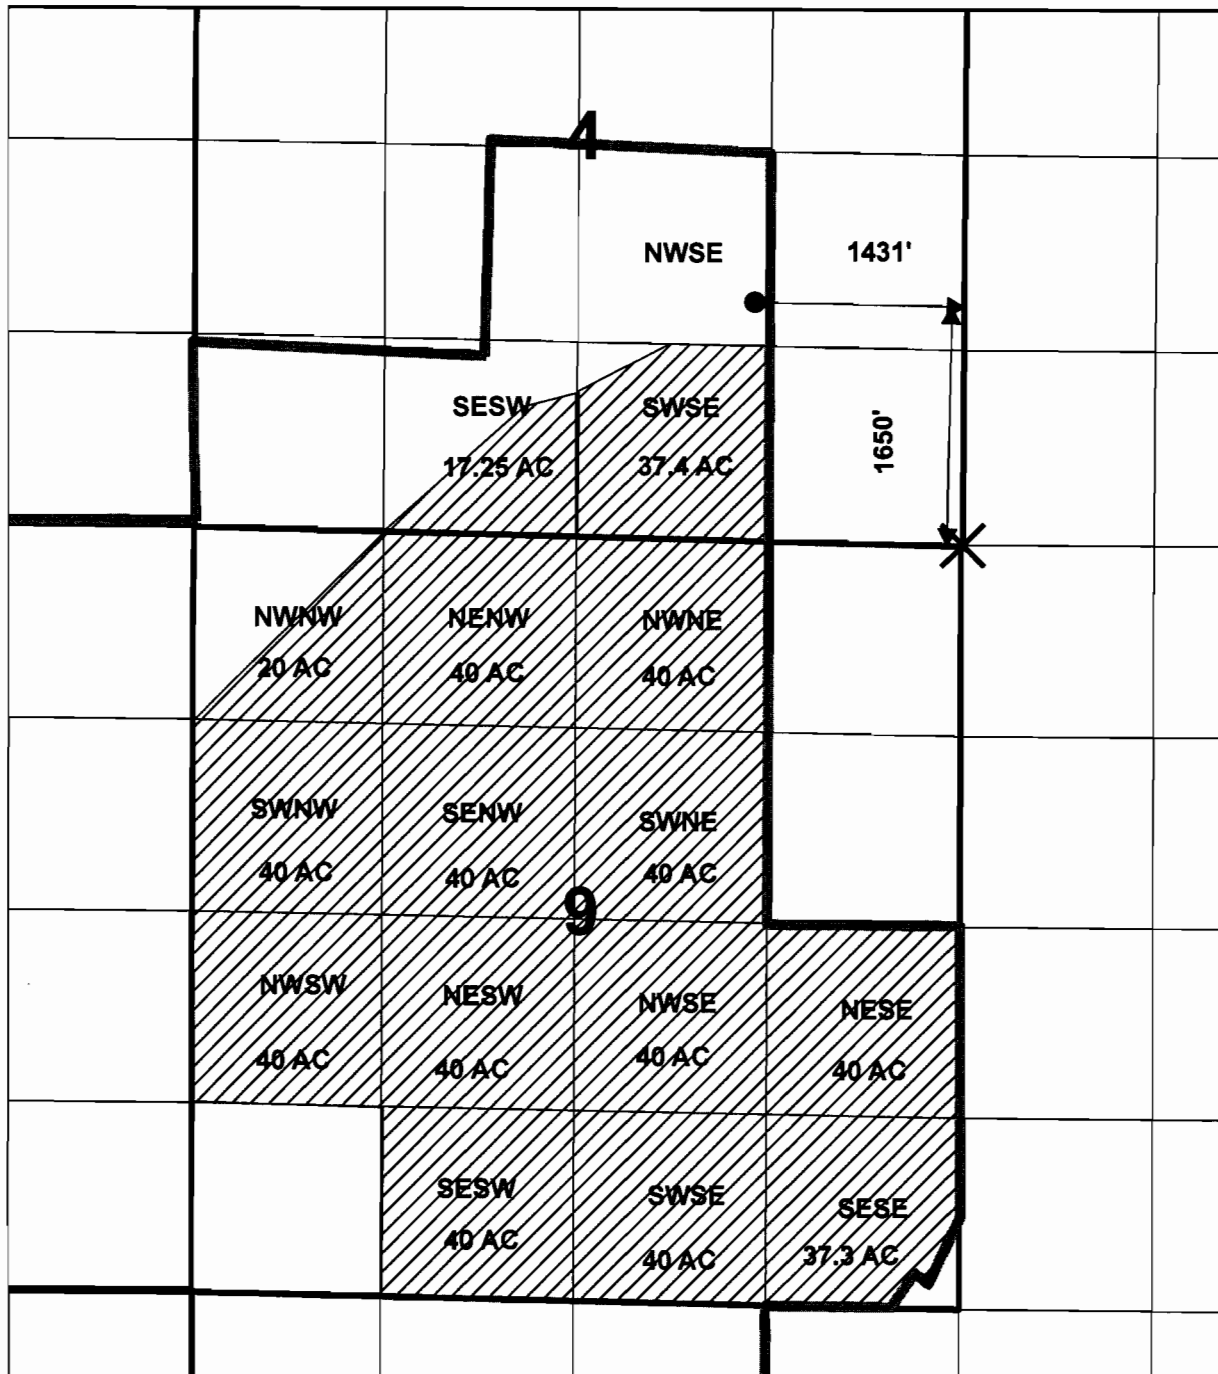 4
NWSE 1431'
1650'
SESW SWSE
17.25 AC 37.4 AC
NWNW NENW NWNE
20 AC 40 AC 40 AC
SWNW SENW SWNE
40 AC 40 AC 40 AC
9
NWSW NESW NWSE NESE
40 AC 40 AC 40 AC 40 AC
SESW SWSE SESE
40 AC 40 AC 37.3 AC